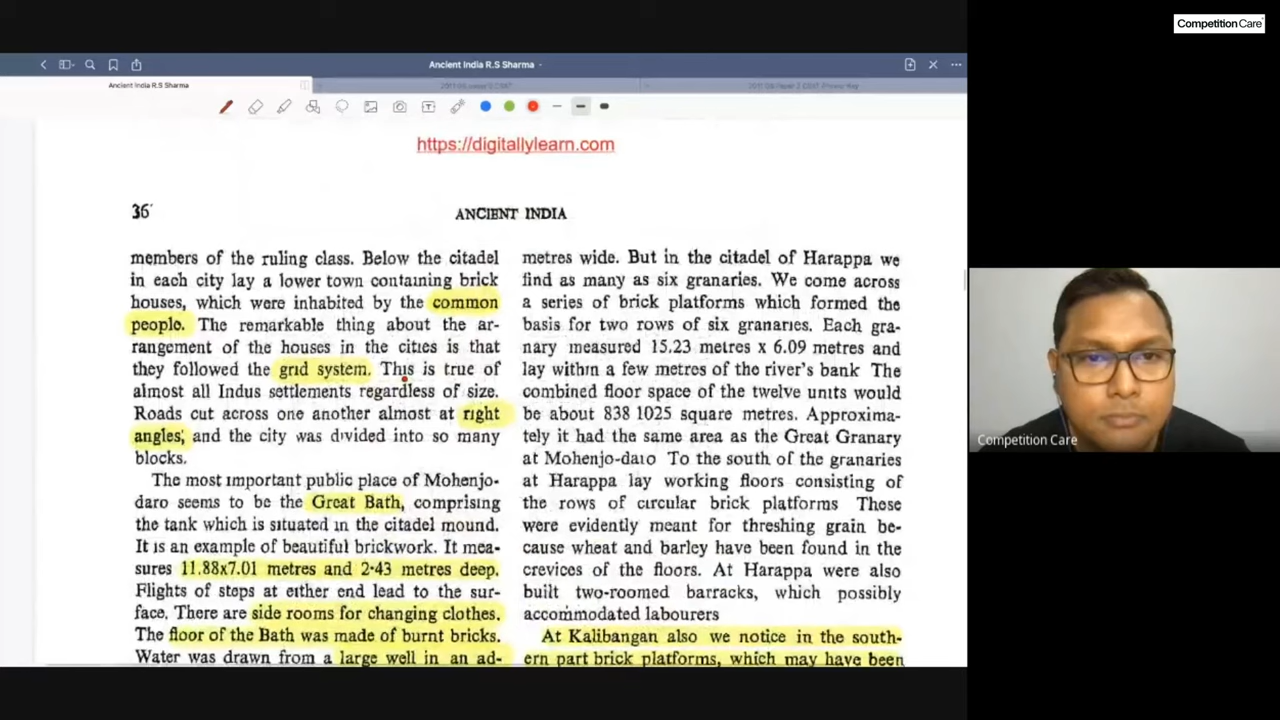 CompetitionCare
Ancient India R.S Sharma
Ancient India R.S Sharma
https://digitallylearn.com
36
ANCIENT INDIA
members of the ruling class. Below the citadel
in each city lay a lower town containing brick
houses, which were inhabited by the common
people. The remarkable thing about the ar-
rangement of the houses in the cities is that
they followed the grid system. This is true of
almost all Indus settlements regardless of size.
Roads cut across one another almost at right
angles, and the city was divided into so many
blocks.
The most important public place of Mohenjo-
daro seems to be the Great Bath, comprising
the tank which is situated in the citadel mound.
It is an example of beautiful brickwork. It mea-
sures 11.88x7.01 metres and 2·43 metres deep.
Flights of steps at either end lead to the sur-
face. There are side rooms for changing clothes.
The floor of the Bath was made of burnt bricks.
Water was drawn from a large well in an ad-
metres wide. But in the citadel of Harappa we
find as many as six granaries. We come across
a series of brick platforms which formed the
basis for two rows of six granaries. Each gra-
nary measured 15.23 metres x 6.09 metres and
lay within a few metres of the river's bank The
combined floor space of the twelve units would
be about 838 1025 square metres. Approxima-
tely it had the same area as the Great Granary
at Mohenjo-daro To the south of the granaries
at Harappa lay working floors consisting of
the rows of circular brick platforms These
were evidently meant for threshing grain be-
cause wheat and barley have been found in the
crevices of the floors. At Harappa were also
built two-roomed barracks, which possibly
accommodated labourers
At Kalibangan also we notice in the south-
ern part brick platforms, which may have been
Competition Care